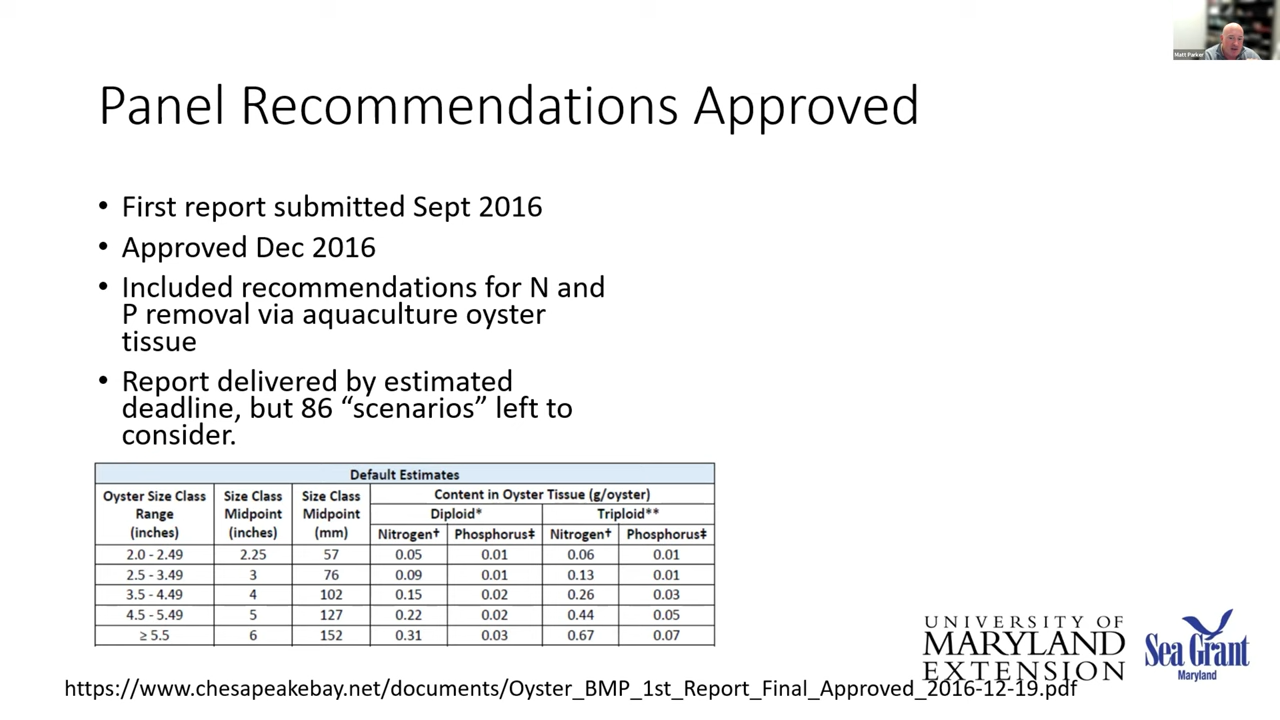 Matt Parker
Panel Recommendations Approved
• First report submitted Sept 2016
• Approved Dec 2016
• Included recommendations for N and
P removal via aquaculture oyster
tissue
• Report delivered by estimated
deadline, but 86 “scenarios” left to
consider.
Default Estimates
Oyster Size Class Range (inches) Size Class Midpoint (inches) Size Class Midpoint (mm) Content in Oyster Tissue (g/oyster)
Diploid* Triploid**
Nitrogen† Phosphorus‡ Nitrogen† Phosphorus‡
2.0 - 2.49 2.25 57 0.05 0.01 0.06 0.01
2.5 - 3.49 3 76 0.09 0.01 0.13 0.01
3.5 - 4.49 4 102 0.15 0.02 0.26 0.03
4.5 - 5.49 5 127 0.22 0.02 0.44 0.05
≥ 5.5 6 152 0.31 0.03 0.67 0.07
UNIVERSITY OF
MARYLAND
EXTENSION
Sea Grant
Maryland
https://www.chesapeakebay.net/documents/Oyster_BMP_1st_Report_Final_Approved_2016-12-19.pdf